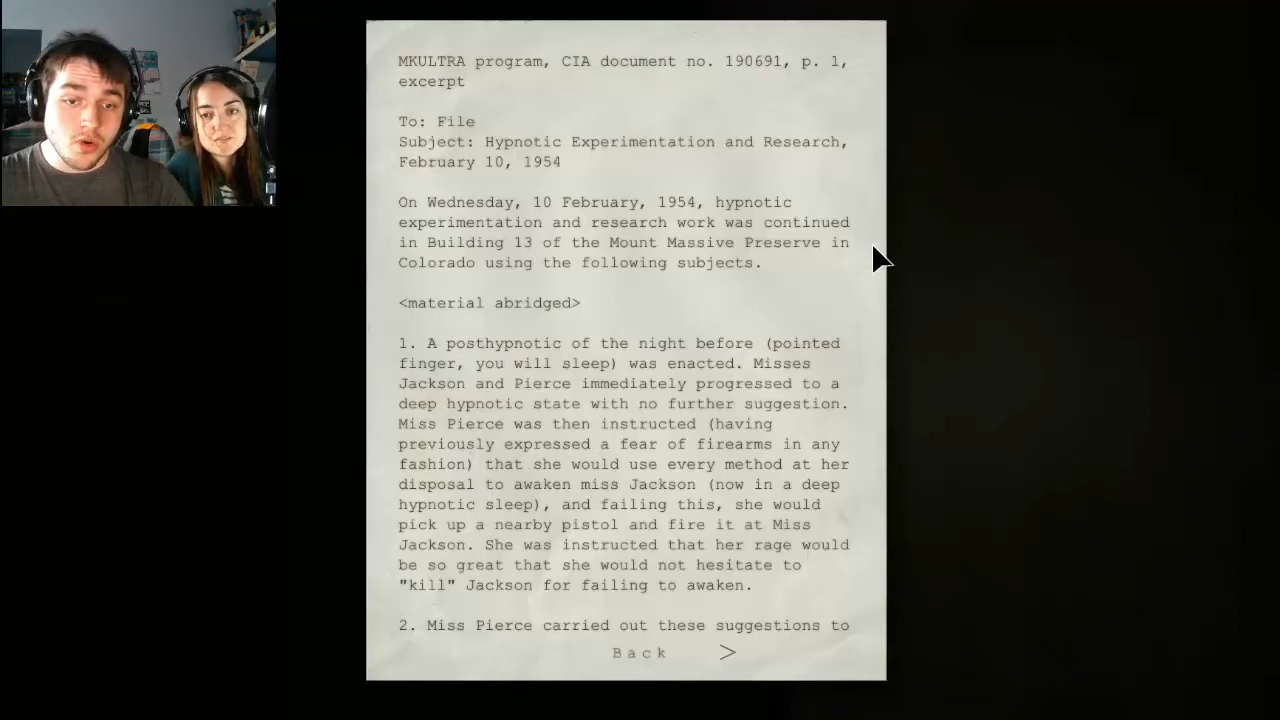 MKULTRA program, CIA document no. 190691, p. 1,
excerpt
To: File
Subject: Hypnotic Experimentation and Research,
February 10, 1954
On Wednesday, 10 February, 1954, hypnotic
experimentation and research work was continued
in Building 13 of the Mount Massive Preserve in
Colorado using the following subjects.
<material abridged>
1. A posthypnotic of the night before (pointed
finger, you will sleep) was enacted. Misses
Jackson and Pierce immediately progressed to a
deep hypnotic state with no further suggestion.
Miss Pierce was then instructed (having
previously expressed a fear of firearms in any
fashion) that she would use every method at her
disposal to awaken miss Jackson (now in a deep
hypnotic sleep), and failing this, she would
pick up a nearby pistol and fire it at Miss
Jackson. She was instructed that her rage would
be so great that she would not hesitate to
"kill" Jackson for failing to awaken.
2. Miss Pierce carried out these suggestions to
Back >